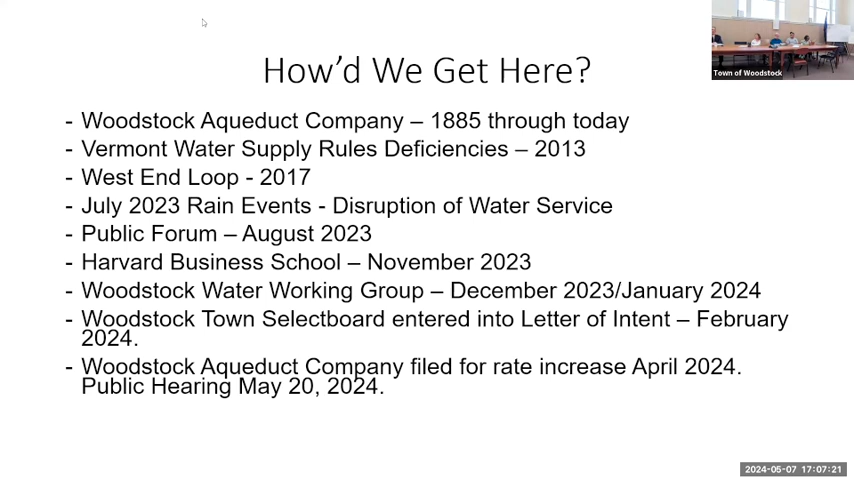 Town of Woodstock
How'd We Get Here?
- Woodstock Aqueduct Company – 1885 through today
- Vermont Water Supply Rules Deficiencies – 2013
- West End Loop - 2017
- July 2023 Rain Events - Disruption of Water Service
- Public Forum – August 2023
- Harvard Business School – November 2023
- Woodstock Water Working Group – December 2023/January 2024
- Woodstock Town Selectboard entered into Letter of Intent – February
2024.
- Woodstock Aqueduct Company filed for rate increase April 2024.
Public Hearing May 20, 2024.
2024-05-07 17:07:21